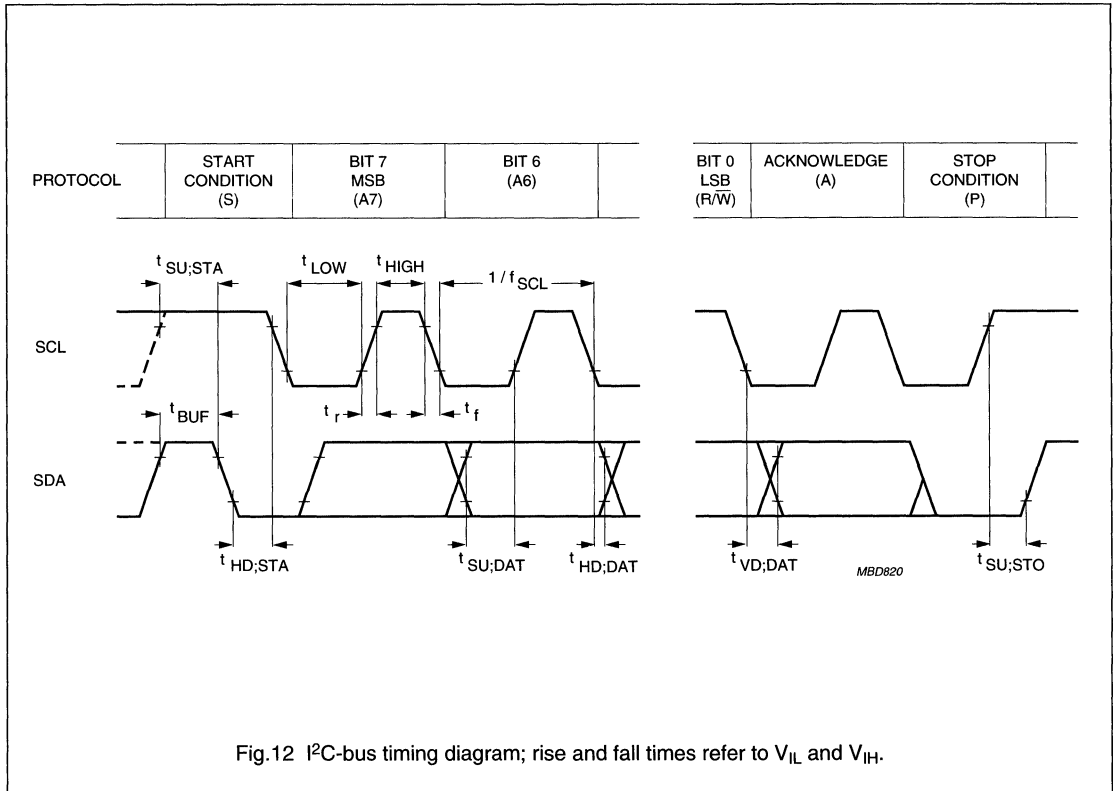 PROTOCOL
START
CONDITION
(S)
BIT 7
MSB
(A7)
BIT 6
(A6)
BIT 0
LSB
(R/W̅)
ACKNOWLEDGE
(A)
STOP
CONDITION
(P)
t SU;STA
t LOW
t HIGH
1 / f SCL
SCL
t BUF
t r
t f
SDA
t HD;STA
t SU;DAT
t HD;DAT
t VD;DAT
MBD820
t SU;STO
Fig.12 I²C-bus timing diagram; rise and fall times refer to V_IL and V_IH.